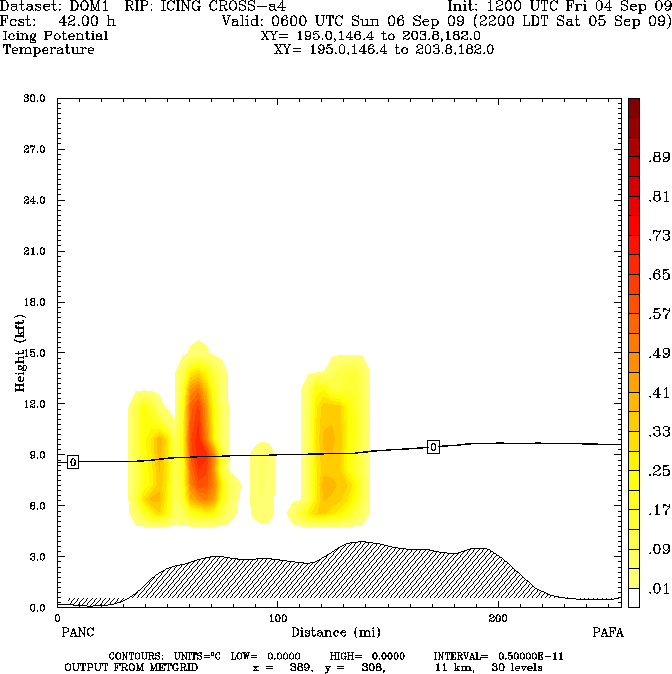 Dataset: DOM1 RIP: ICING CROSS-a4 Init: 1200 UTC Fri 04 Sep 09
Fcst: 42.00 h Valid: 0600 UTC Sun 06 Sep 09 (2200 LDT Sat 05 Sep 09)
Icing Potential XY= 195.0,146.4 to 203.8,182.0
Temperature XY= 195.0,146.4 to 203.8,182.0
30.0
27.0
24.0
21.0
18.0
15.0
12.0
9.0
6.0
3.0
0.0
Height (kft)
0
0
.89
.81
.73
.65
.57
.49
.41
.33
.25
.17
.09
.01
0 100 200
PANC Distance (mi) PAFA
CONTOURS: UNITS=°C LOW= 0.0000 HIGH= 0.0000 INTERVAL= 0.50000E-11
OUTPUT FROM METGRID x = 389, y = 308, 11 km, 30 levels